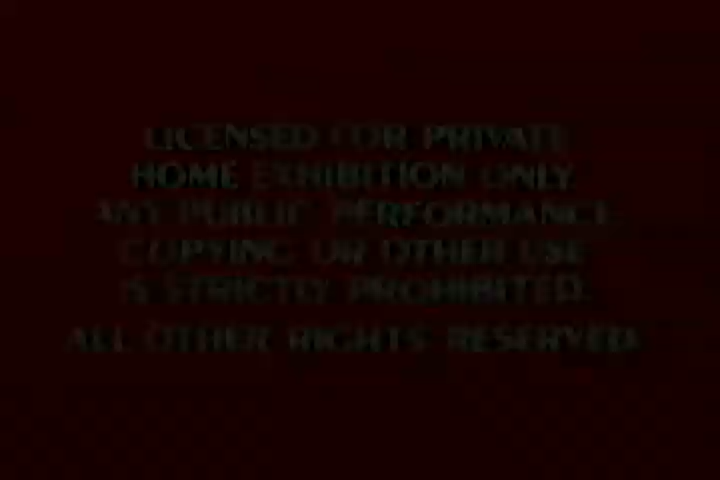 LICENSED FOR PRIVATE
HOME EXHIBITION ONLY.
ANY PUBLIC PERFORMANCE,
COPYING OR OTHER USE
IS STRICTLY PROHIBITED.
ALL OTHER RIGHTS RESERVED.